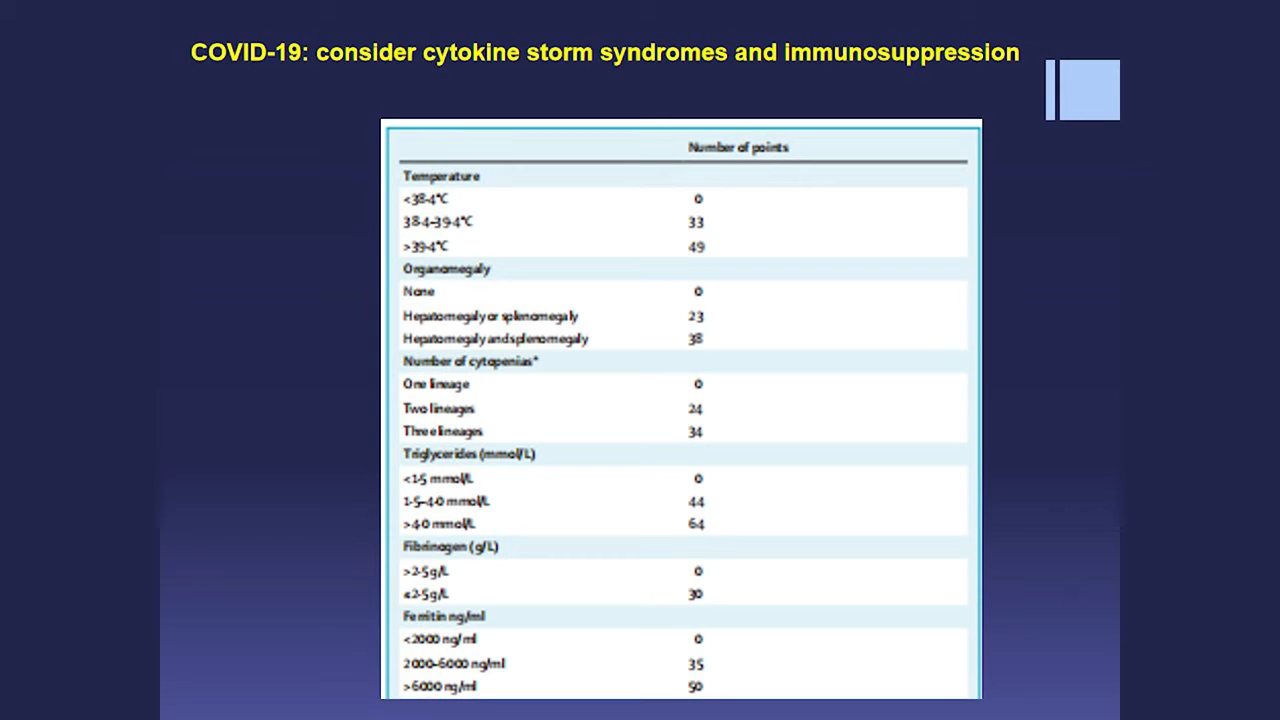 COVID-19: consider cytokine storm syndromes and immunosuppression
Number of points
Temperature
<38·4°C 0
38·4–39·4°C 33
>39·4°C 49
Organomegaly
None 0
Hepatomegaly or splenomegaly 23
Hepatomegaly and splenomegaly 38
Number of cytopenias*
One lineage 0
Two lineages 24
Three lineages 34
Triglycerides (mmol/L)
<1·5 mmol/L 0
1·5–4·0 mmol/L 44
>4·0 mmol/L 64
Fibrinogen (g/L)
>2·5 g/L 0
≤2·5 g/L 30
Ferritin ng/ml
<2000 ng/ml 0
2000–6000 ng/ml 35
>6000 ng/ml 50